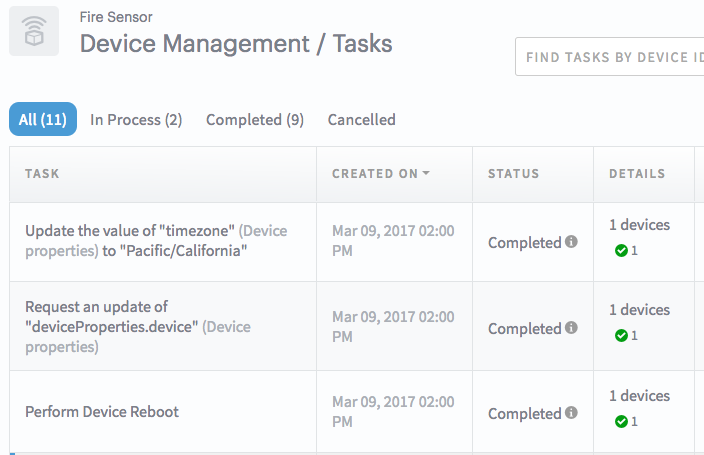 Fire Sensor
Device Management / Tasks
FIND TASKS BY DEVICE ID
All (11) In Process (2) Completed (9) Cancelled
TASK CREATED ON STATUS DETAILS
Update the value of "timezone" (Device
properties) to "Pacific/California"
Mar 09, 2017 02:00
PM
Completed
1 devices
1
Request an update of
"deviceProperties.device" (Device
properties)
Mar 09, 2017 02:00
PM
Completed
1 devices
1
Perform Device Reboot
Mar 09, 2017 02:00
PM
Completed
1 devices
1